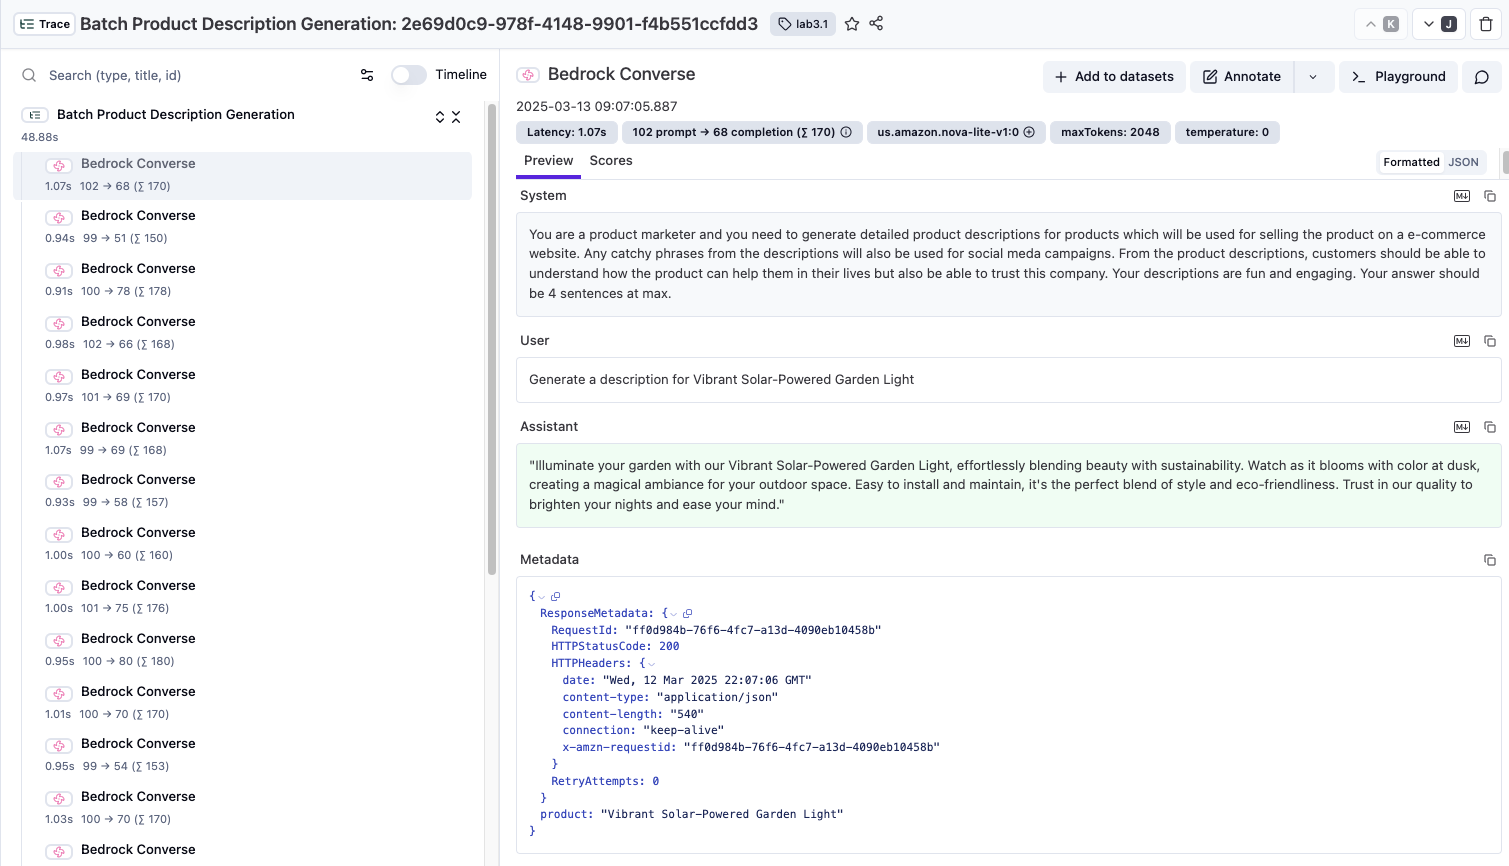 Trace
Batch Product Description Generation: 2e69d0c9-978f-4148-9901-f4b551ccfdd3
lab3.1
K
J
Search (type, title, id)
Timeline
Batch Product Description Generation
48.88s
Bedrock Converse
1.07s 102 → 68 (∑ 170)
Bedrock Converse
0.94s 99 → 51 (∑ 150)
Bedrock Converse
0.91s 100 → 78 (∑ 178)
Bedrock Converse
0.98s 102 → 66 (∑ 168)
Bedrock Converse
0.97s 101 → 69 (∑ 170)
Bedrock Converse
1.07s 99 → 69 (∑ 168)
Bedrock Converse
0.93s 99 → 58 (∑ 157)
Bedrock Converse
1.00s 100 → 60 (∑ 160)
Bedrock Converse
1.00s 101 → 75 (∑ 176)
Bedrock Converse
0.95s 100 → 80 (∑ 180)
Bedrock Converse
1.01s 100 → 70 (∑ 170)
Bedrock Converse
0.95s 99 → 54 (∑ 153)
Bedrock Converse
1.03s 100 → 70 (∑ 170)
Bedrock Converse
Bedrock Converse
Add to datasets
Annotate
Playground
2025-03-13 09:07:05.887
Latency: 1.07s
102 prompt → 68 completion (∑ 170)
us.amazon.nova-lite-v1:0
maxTokens: 2048
temperature: 0
Preview
Scores
Formatted
JSON
System
You are a product marketer and you need to generate detailed product descriptions for products which will be used for selling the product on a e-commerce
website. Any catchy phrases from the descriptions will also be used for social meda campaigns. From the product descriptions, customers should be able to
understand how the product can help them in their lives but also be able to trust this company. Your descriptions are fun and engaging. Your answer should
be 4 sentences at max.
User
Generate a description for Vibrant Solar-Powered Garden Light
Assistant
"Illuminate your garden with our Vibrant Solar-Powered Garden Light, effortlessly blending beauty with sustainability. Watch as it blooms with color at dusk,
creating a magical ambiance for your outdoor space. Easy to install and maintain, it's the perfect blend of style and eco-friendliness. Trust in our quality to
brighten your nights and ease your mind."
Metadata
{
ResponseMetadata: {
RequestId: "ff0d984b-76f6-4fc7-a13d-4090eb10458b"
HTTPStatusCode: 200
HTTPHeaders: {
date: "Wed, 12 Mar 2025 22:07:06 GMT"
content-type: "application/json"
content-length: "540"
connection: "keep-alive"
x-amzn-requestid: "ff0d984b-76f6-4fc7-a13d-4090eb10458b"
}
RetryAttempts: 0
}
product: "Vibrant Solar-Powered Garden Light"
}